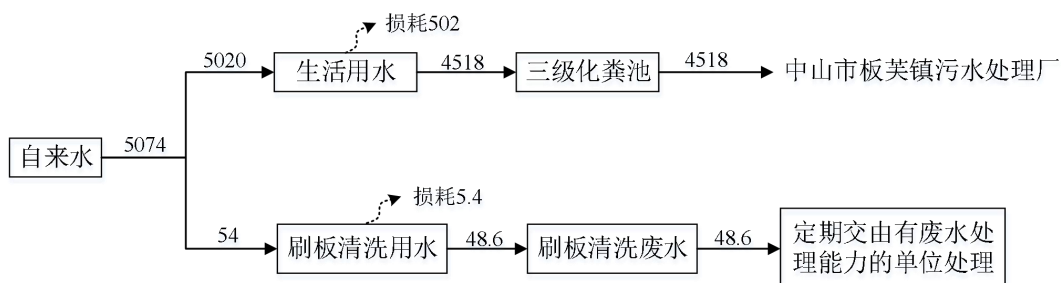 损耗502
5020
生活用水
4518
三级化粪池
4518
中山市板芙镇污水处理厂
自来水
5074
损耗5.4
54
刷板清洗用水
48.6
刷板清洗废水
48.6
定期交由有废水处
理能力的单位处理